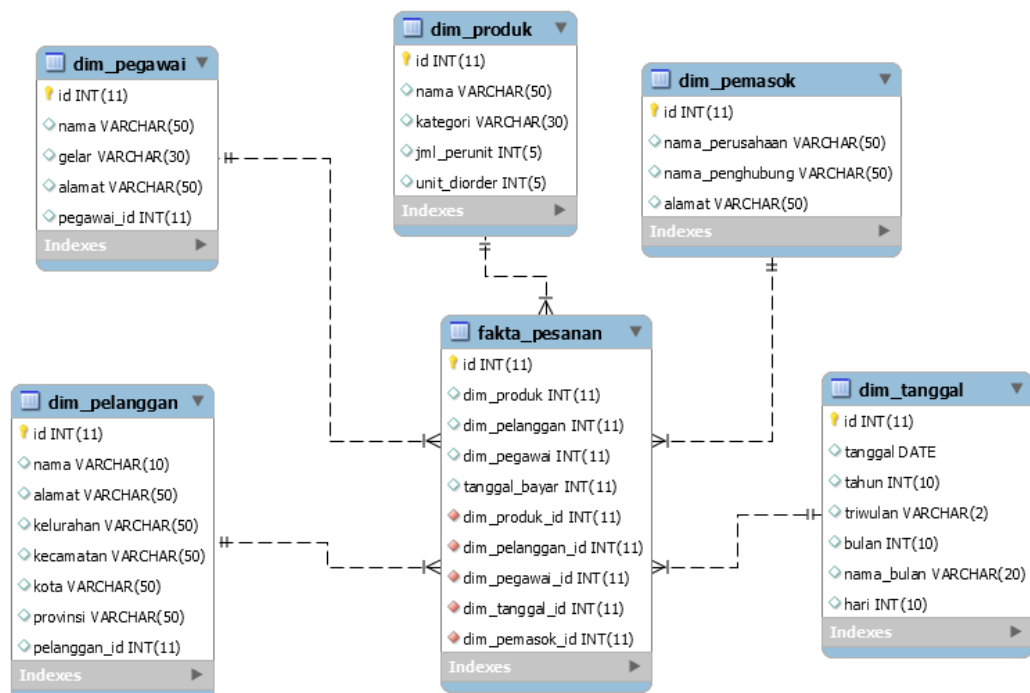 dim_pegawai
id INT(11)
nama VARCHAR(50)
gelar VARCHAR(30)
alamat VARCHAR(50)
pegawai_id INT(11)
Indexes
dim_produk
id INT(11)
nama VARCHAR(50)
kategori VARCHAR(30)
jml_perunit INT(5)
unit_diorder INT(5)
Indexes
dim_pemasok
id INT(11)
nama_perusahaan VARCHAR(50)
nama_penghubung VARCHAR(50)
alamat VARCHAR(50)
Indexes
dim_pelanggan
id INT(11)
nama VARCHAR(10)
alamat VARCHAR(50)
kelurahan VARCHAR(50)
kecamatan VARCHAR(50)
kota VARCHAR(50)
provinsi VARCHAR(50)
pelanggan_id INT(11)
Indexes
fakta_pesanan
id INT(11)
dim_produk INT(11)
dim_pelanggan INT(11)
dim_pegawai INT(11)
tanggal_bayar INT(11)
dim_produk_id INT(11)
dim_pelanggan_id INT(11)
dim_pegawai_id INT(11)
dim_tanggal_id INT(11)
dim_pemasok_id INT(11)
Indexes
dim_tanggal
id INT(11)
tanggal DATE
tahun INT(10)
triwulan VARCHAR(2)
bulan INT(10)
nama_bulan VARCHAR(20)
hari INT(10)
Indexes